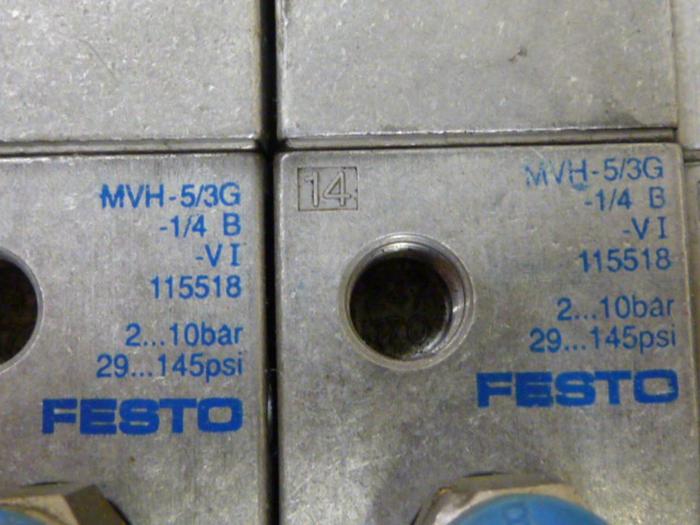 MVH-5/3G
-1/4 B
-VI
115518
2...10bar
29...145psi
FESTO
14
MVH-5/3G
-1/4 B
-VI
115518
2...10bar
29...145psi
FESTO